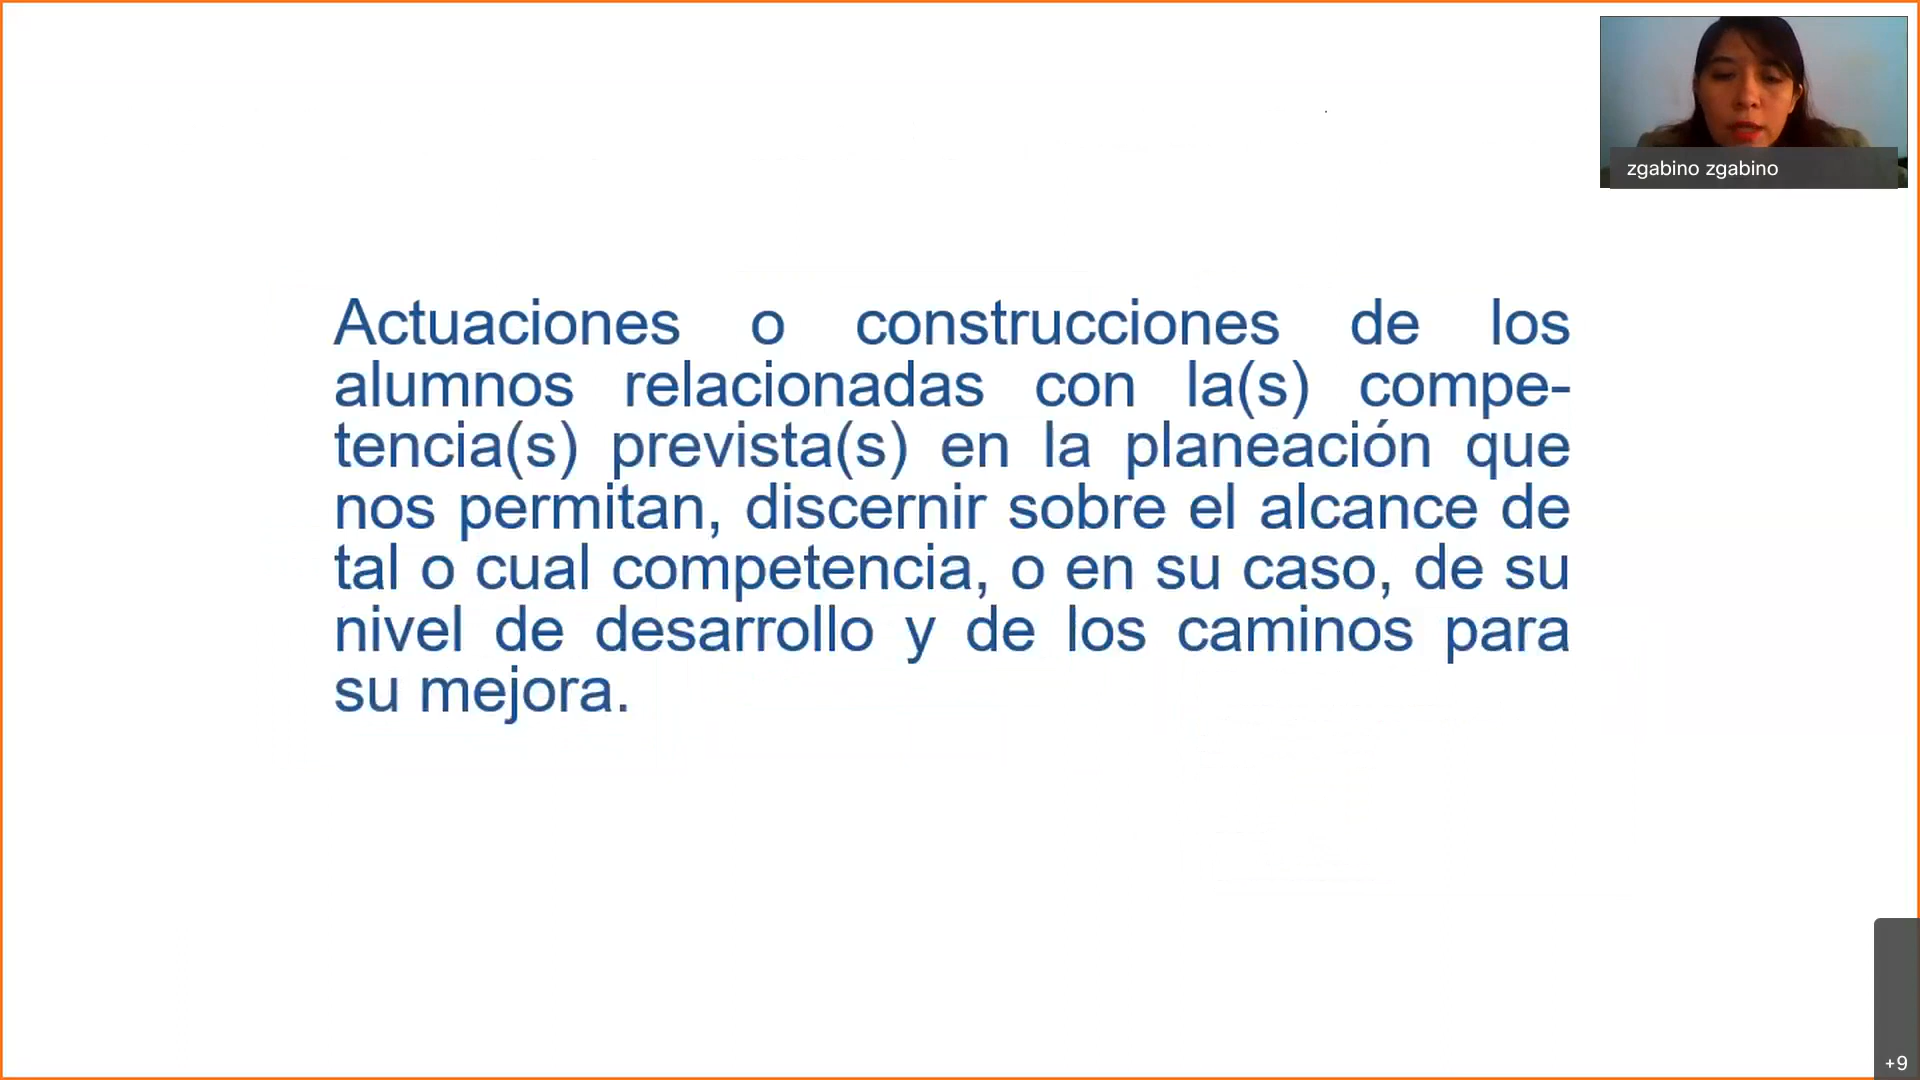 zgabino zgabino
Actuaciones o construcciones de los
alumnos relacionadas con la(s) compe-
tencia(s) prevista(s) en la planeación que
nos permitan, discernir sobre el alcance de
tal o cual competencia, o en su caso, de su
nivel de desarrollo y de los caminos para
su mejora.
+9